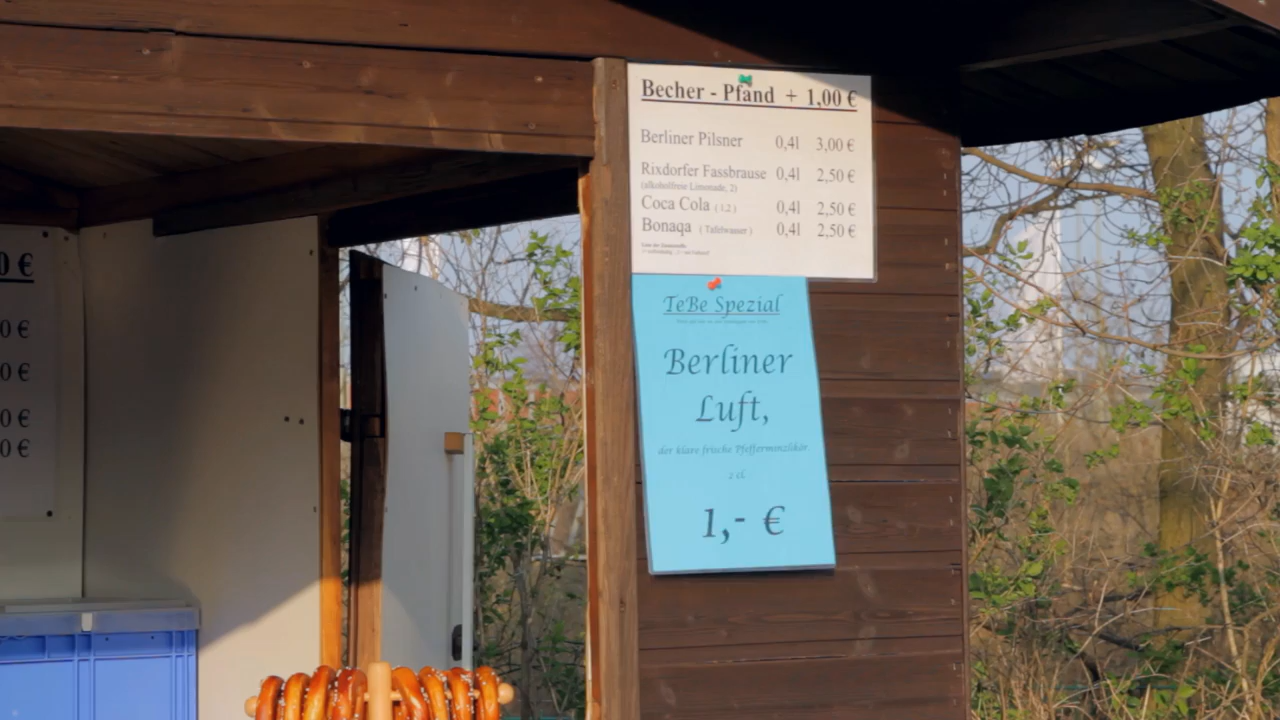 Becher - Pfand + 1,00 €
Berliner Pilsner 0,4l 3,00 €
Rixdorfer Fassbrause 0,4l 2,50 €
(alkoholfreie Limonade, 2)
Coca Cola (1,2) 0,4l 2,50 €
Bonaqa (Tafelwasser) 0,4l 2,50 €
TeBe Spezial
Berliner
Luft,
der klare frische Pfefferminzlikör
2 cl
1,- €
0 €
0 €
0 €
0 €
0 €